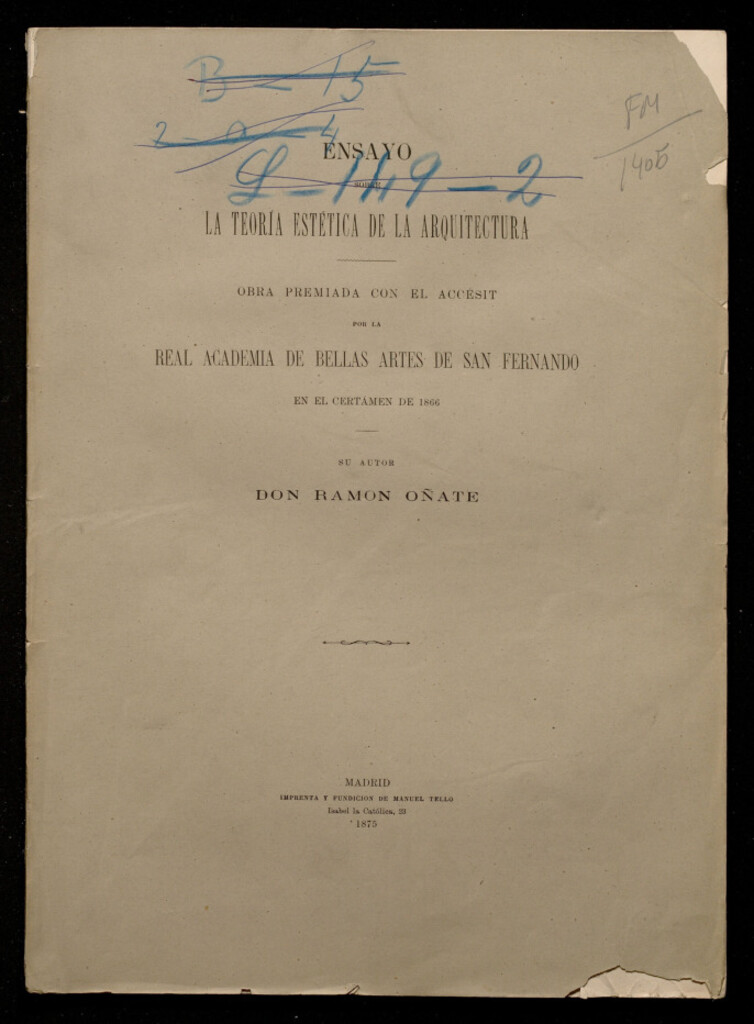 B - 15
2 - a - 4
FM
1405
ENSAYO
L - 149 - 2
SOBRE
LA TEORÍA ESTÉTICA DE LA ARQUITECTURA
OBRA PREMIADA CON EL ACCÉSIT
POR LA
REAL ACADEMIA DE BELLAS ARTES DE SAN FERNANDO
EN EL CERTÁMEN DE 1866
SU AUTOR
DON RAMON OÑATE
MADRID
IMPRENTA Y FUNDICION DE MANUEL TELLO
Isabel la Católica, 23
1875